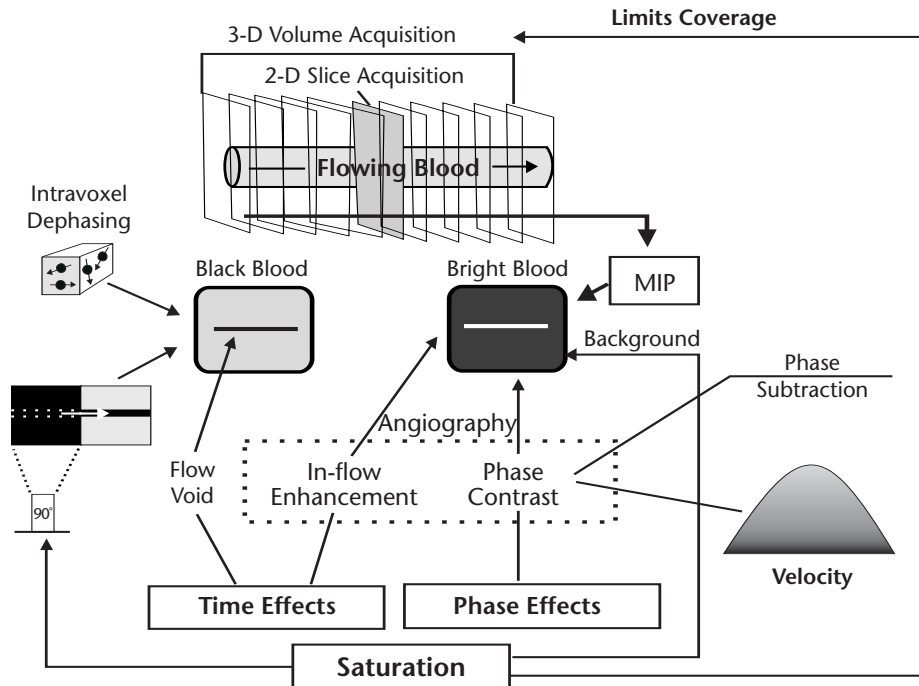 Limits Coverage
3-D Volume Acquisition
2-D Slice Acquisition
Flowing Blood
Intravoxel
Dephasing
Black Blood
Bright Blood
MIP
Background
Phase
Subtraction
Angiography
Flow
Void
In-flow
Enhancement
Phase
Contrast
90°
Velocity
Time Effects
Phase Effects
Saturation